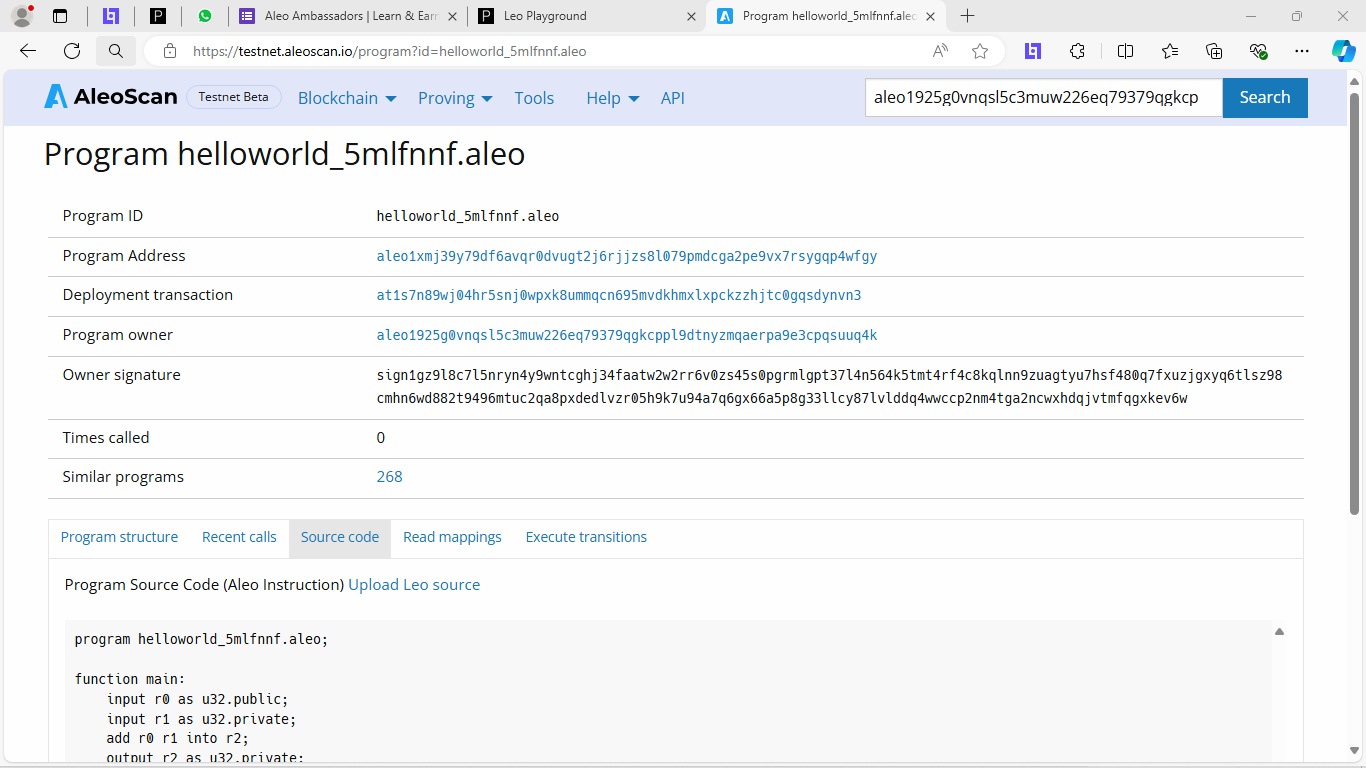 Aleo Ambassadors | Learn & Earn
Leo Playground
Program helloworld_5mlfnnf.aleo
https://testnet.aleoscan.io/program?id=helloworld_5mlfnnf.aleo
AleoScan
Testnet Beta
Blockchain
Proving
Tools
Help
API
aleo1925g0vnqsl5c3muw226eq79379qgkcp
Search
Program helloworld_5mlfnnf.aleo
Program ID helloworld_5mlfnnf.aleo
Program Address aleo1xmj39y79df6avqr0dvugt2j6rjjzs8l079pmdcga2pe9vx7rsygqp4wfgy
Deployment transaction at1s7n89wj04hr5snj0wpxk8ummqcn695mvdkhmxlxpckzzhjtc0gqsdynvn3
Program owner aleo1925g0vnqsl5c3muw226eq79379qgkcppl9dtnyzmqaerpa9e3cpqsuuq4k
Owner signature sign1gz9l8c7l5nryn4y9wntcghj34faatw2w2rr6v0zs45s0pgrmlgpt37l4n564k5tmt4rf4c8kqlnn9zuagtyu7hsf480q7fxuzjgxyq6tlsz98
cmhn6wd882t9496mtuc2qa8pxdedlvzr05h9k7u94a7q6gx66a5p8g33llcy87lvlddq4wwccp2nm4tga2ncwxhdqjvtmfqgxkev6w
Times called 0
Similar programs 268
Program structure
Recent calls
Source code
Read mappings
Execute transitions
Program Source Code (Aleo Instruction) Upload Leo source
program helloworld_5mlfnnf.aleo;
function main:
input r0 as u32.public;
input r1 as u32.private;
add r0 r1 into r2;
output r2 as u32.private;